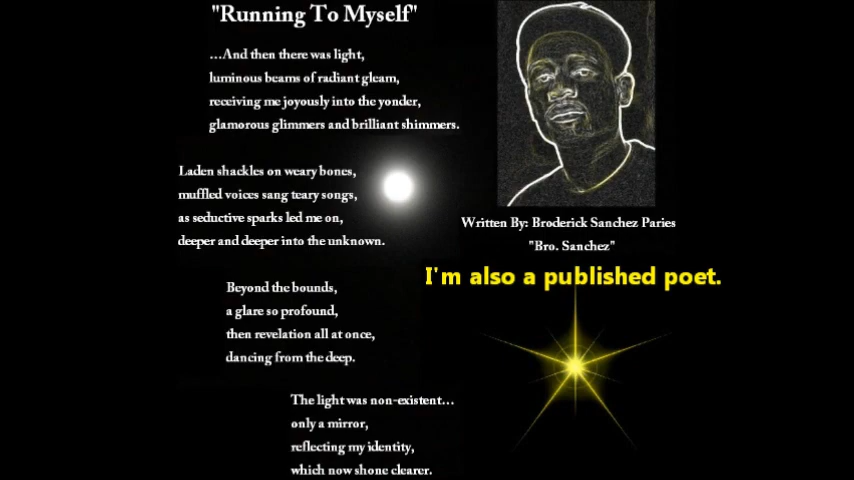 "Running To Myself"
...And then there was light,
luminous beams of radiant gleam,
receiving me joyously into the yonder,
glamorous glimmers and brilliant shimmers.
Laden shackles on weary bones,
muffled voices sang teary songs,
as seductive sparks led me on,
deeper and deeper into the unknown.
Beyond the bounds,
a glare so profound,
then revelation all at once,
dancing from the deep.
The light was non-existent...
only a mirror,
reflecting my identity,
which now shone clearer.
Written By: Broderick Sanchez Paries
"Bro. Sanchez"
I'm also a published poet.